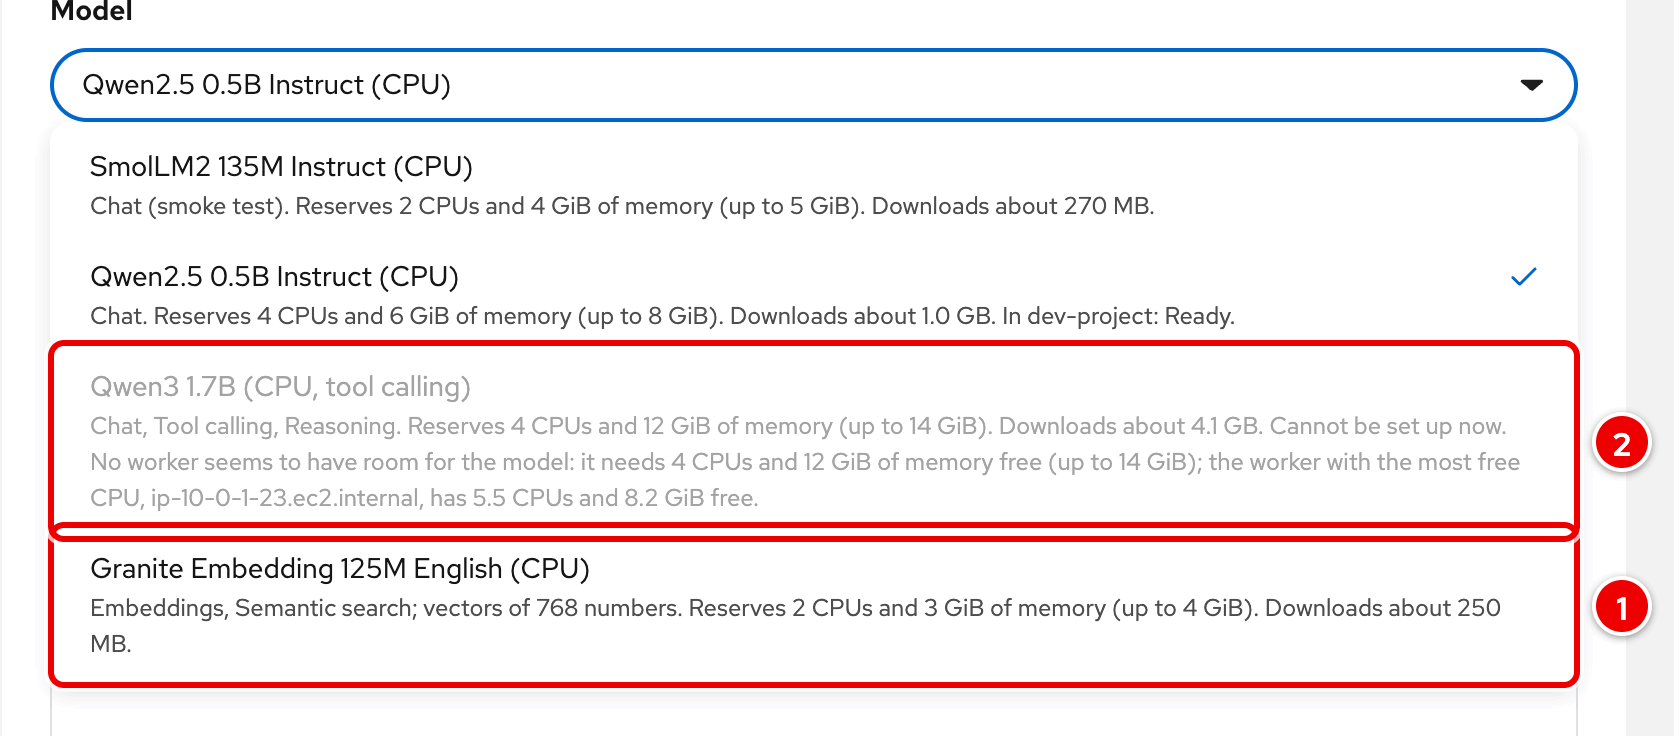 Model
Qwen2.5 0.5B Instruct (CPU)
SmolLM2 135M Instruct (CPU)
Chat (smoke test). Reserves 2 CPUs and 4 GiB of memory (up to 5 GiB). Downloads about 270 MB.
Qwen2.5 0.5B Instruct (CPU)
Chat. Reserves 4 CPUs and 6 GiB of memory (up to 8 GiB). Downloads about 1.0 GB. In dev-project: Ready.
Qwen3 1.7B (CPU, tool calling)
Chat, Tool calling, Reasoning. Reserves 4 CPUs and 12 GiB of memory (up to 14 GiB). Downloads about 4.1 GB. Cannot be set up now.
No worker seems to have room for the model: it needs 4 CPUs and 12 GiB of memory free (up to 14 GiB); the worker with the most free
CPU, ip-10-0-1-23.ec2.internal, has 5.5 CPUs and 8.2 GiB free.
2
Granite Embedding 125M English (CPU)
Embeddings, Semantic search; vectors of 768 numbers. Reserves 2 CPUs and 3 GiB of memory (up to 4 GiB). Downloads about 250
MB.
1